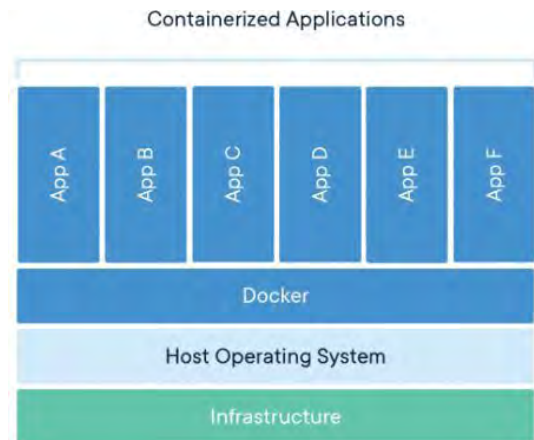 Containerized Applications
App A
App B
App C
App D
App E
App F
Docker
Host Operating System
Infrastructure